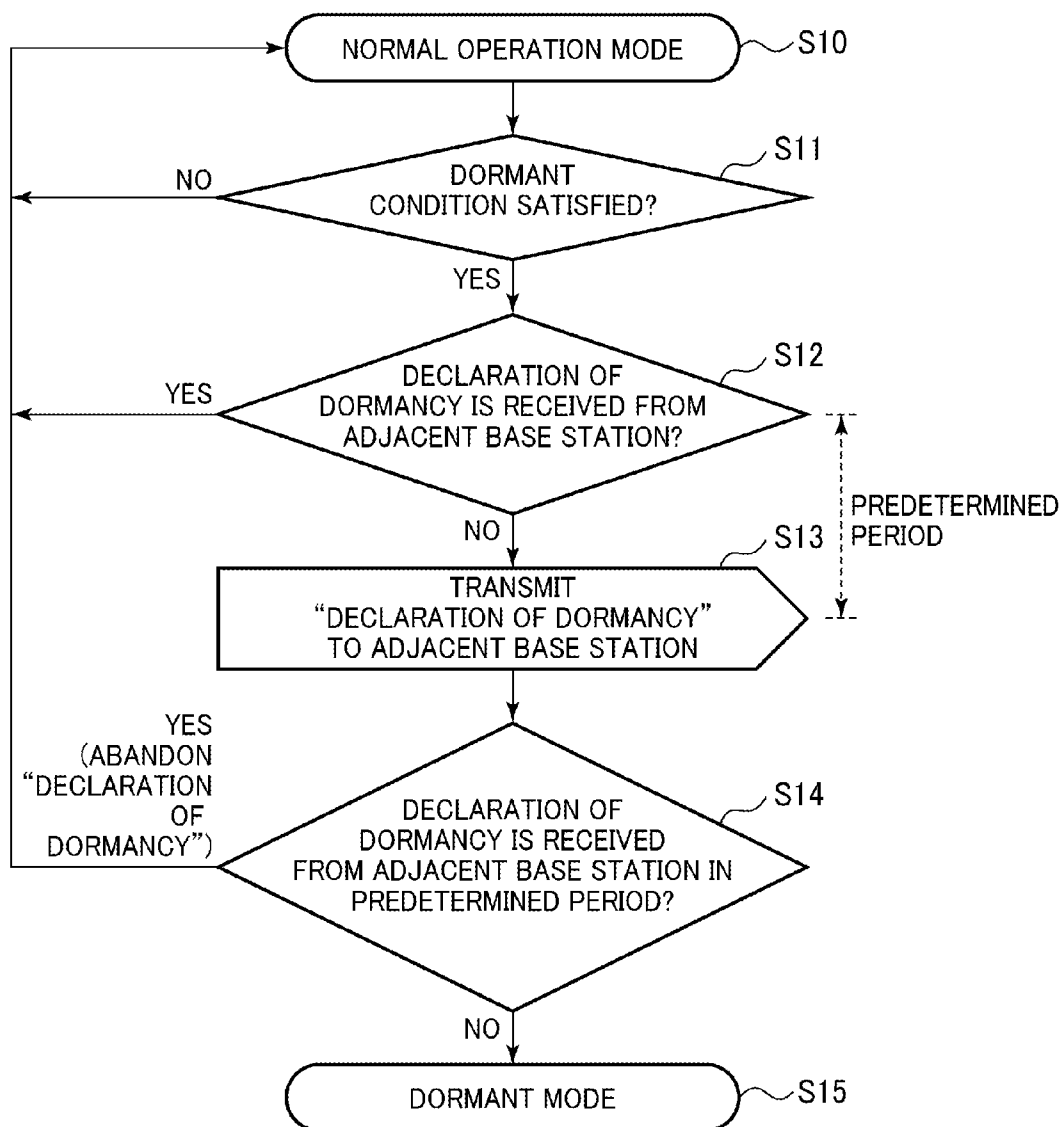 NORMAL OPERATION MODE
S10
S11
DORMANT
CONDITION SATISFIED?
NO
YES
S12
DECLARATION OF
DORMANCY IS RECEIVED FROM
ADJACENT BASE STATION?
YES
PREDETERMINED
PERIOD
NO
S13
TRANSMIT
“DECLARATION OF DORMANCY”
TO ADJACENT BASE STATION
YES
(ABANDON
“DECLARATION
OF
DORMANCY”)
S14
DECLARATION OF
DORMANCY IS RECEIVED
FROM ADJACENT BASE STATION IN
PREDETERMINED PERIOD?
NO
DORMANT MODE
S15